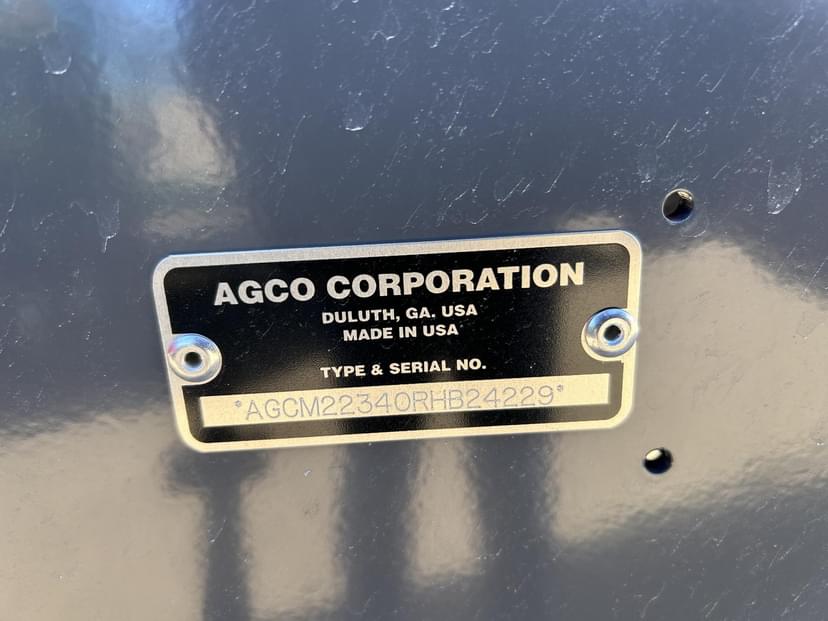 AGCO CORPORATION
DULUTH, GA. USA
MADE IN USA
TYPE & SERIAL NO.
*AGCM22340RHB24229*